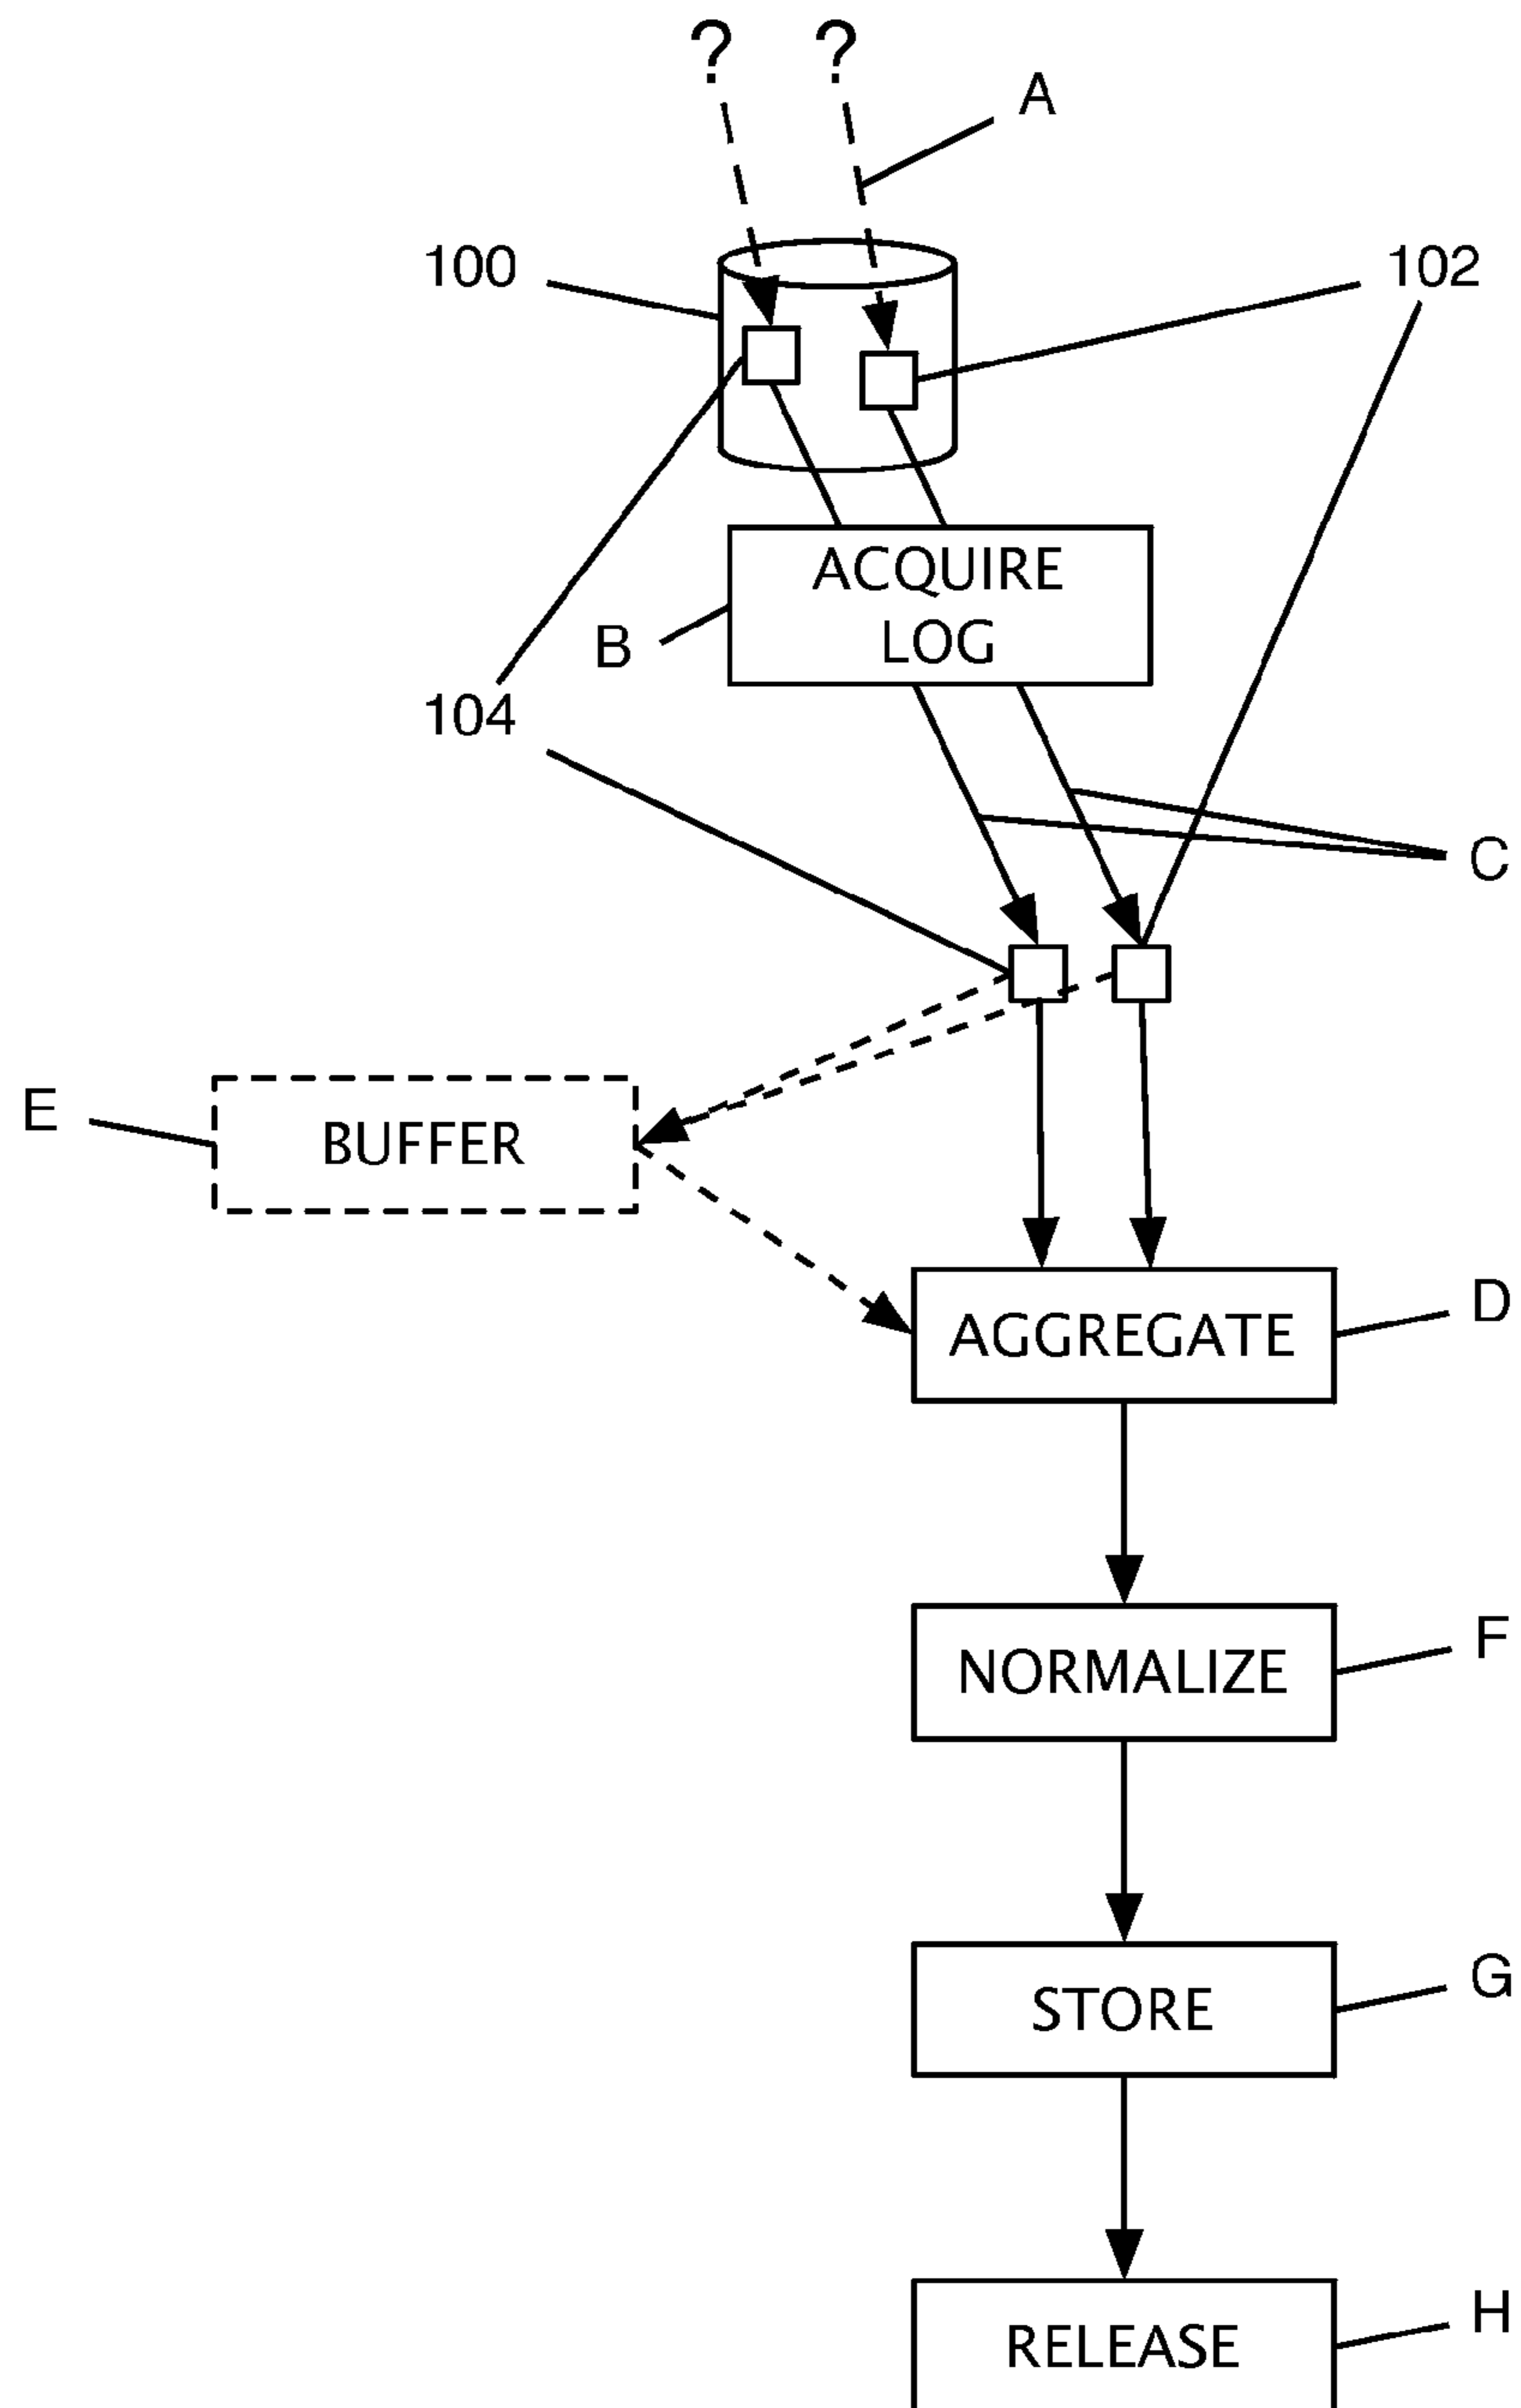 ? ?
A
100
102
ACQUIRE
LOG
B
104
C
E
BUFFER
D
AGGREGATE
F
NORMALIZE
G
STORE
H
RELEASE